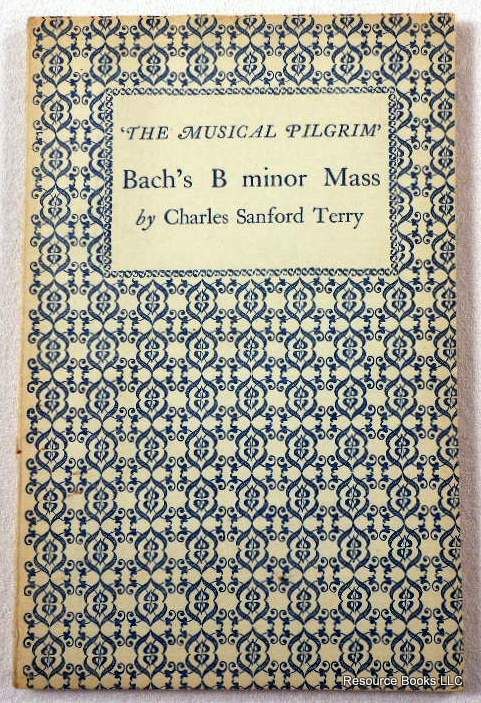 'THE MUSICAL PILGRIM'
Bach's B minor Mass
by Charles Sanford Terry
Resource Books LLC